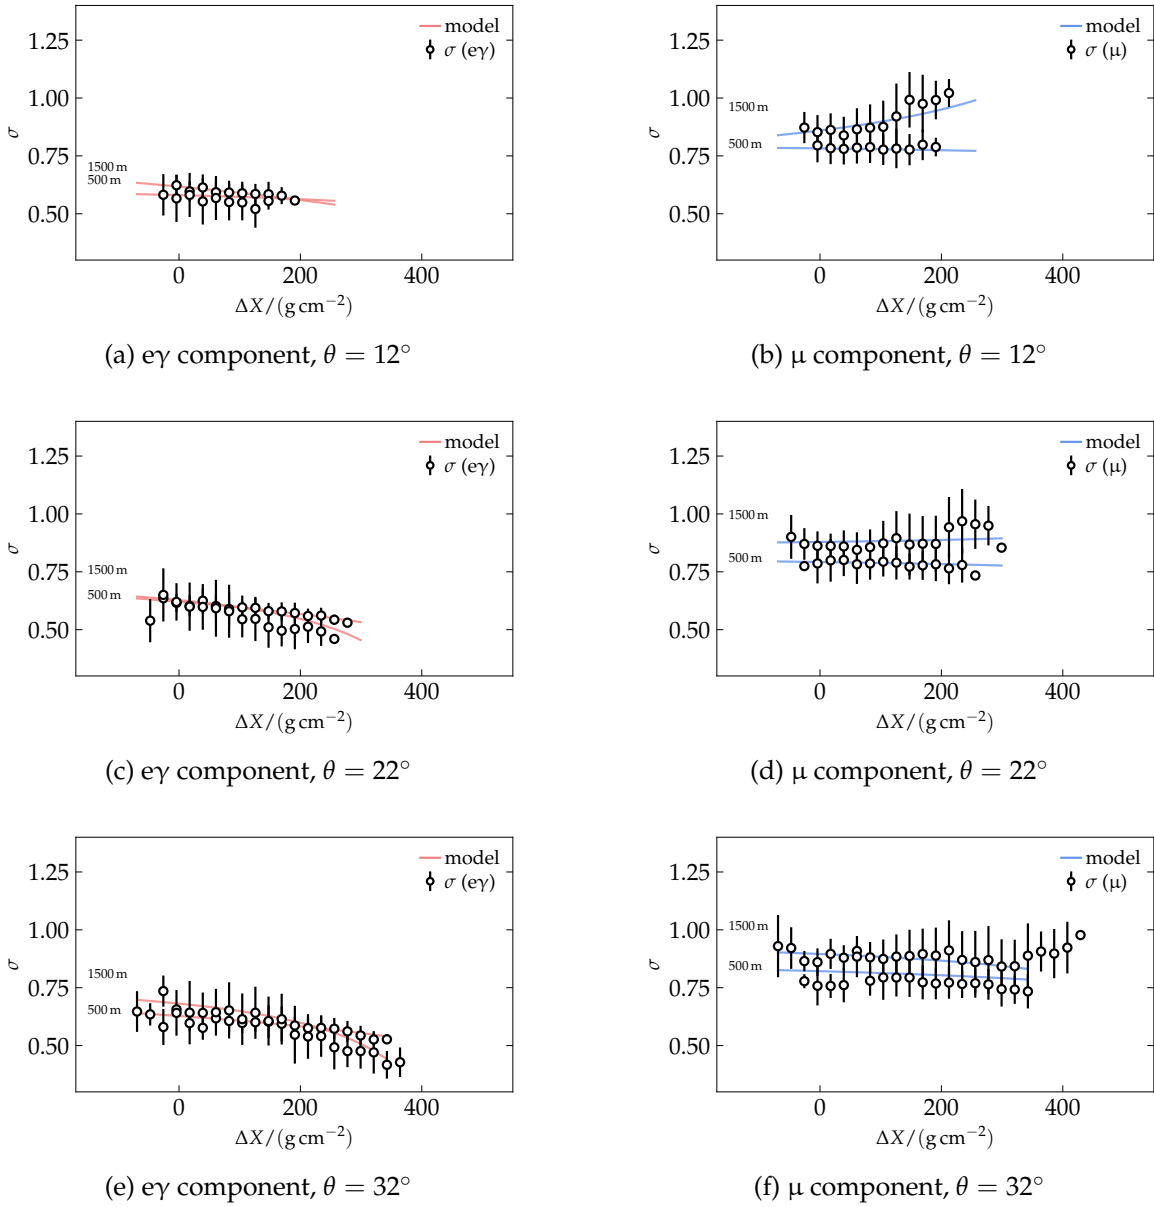 1.25
1.00
0.75
0.50
σ
1500 m
500 m
model
σ (eγ)
0 200 400
ΔX/(g cm⁻²)
(a) eγ component, θ = 12°
1.25
1.00
0.75
0.50
σ
1500 m
500 m
model
σ (μ)
0 200 400
ΔX/(g cm⁻²)
(b) μ component, θ = 12°
1.25
1.00
0.75
0.50
σ
1500 m
500 m
model
σ (eγ)
0 200 400
ΔX/(g cm⁻²)
(c) eγ component, θ = 22°
1.25
1.00
0.75
0.50
σ
1500 m
500 m
model
σ (μ)
0 200 400
ΔX/(g cm⁻²)
(d) μ component, θ = 22°
1.25
1.00
0.75
0.50
σ
1500 m
500 m
model
σ (eγ)
0 200 400
ΔX/(g cm⁻²)
(e) eγ component, θ = 32°
1.25
1.00
0.75
0.50
σ
1500 m
500 m
model
σ (μ)
0 200 400
ΔX/(g cm⁻²)
(f) μ component, θ = 32°